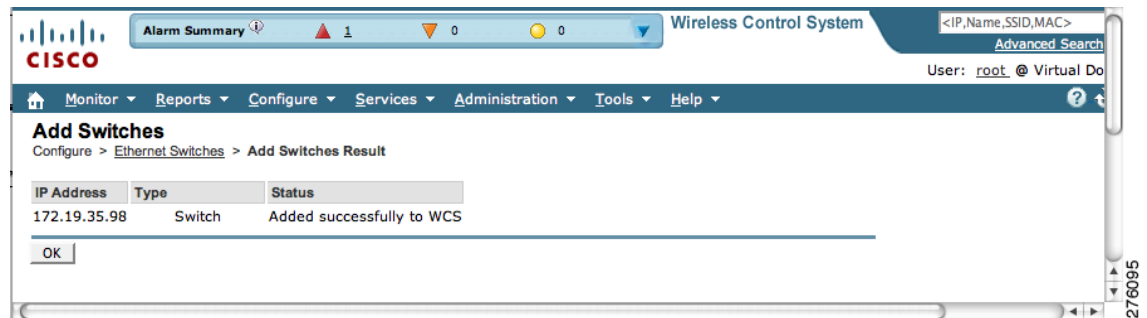 Alarm Summary 1 0 0 Wireless Control System <IP,Name,SSID,MAC>
Advanced Search
CISCO
User: root @ Virtual Do
Monitor Reports Configure Services Administration Tools Help ?
Add Switches
Configure > Ethernet Switches > Add Switches Result
IP Address Type Status
172.19.35.98 Switch Added successfully to WCS
OK
276095